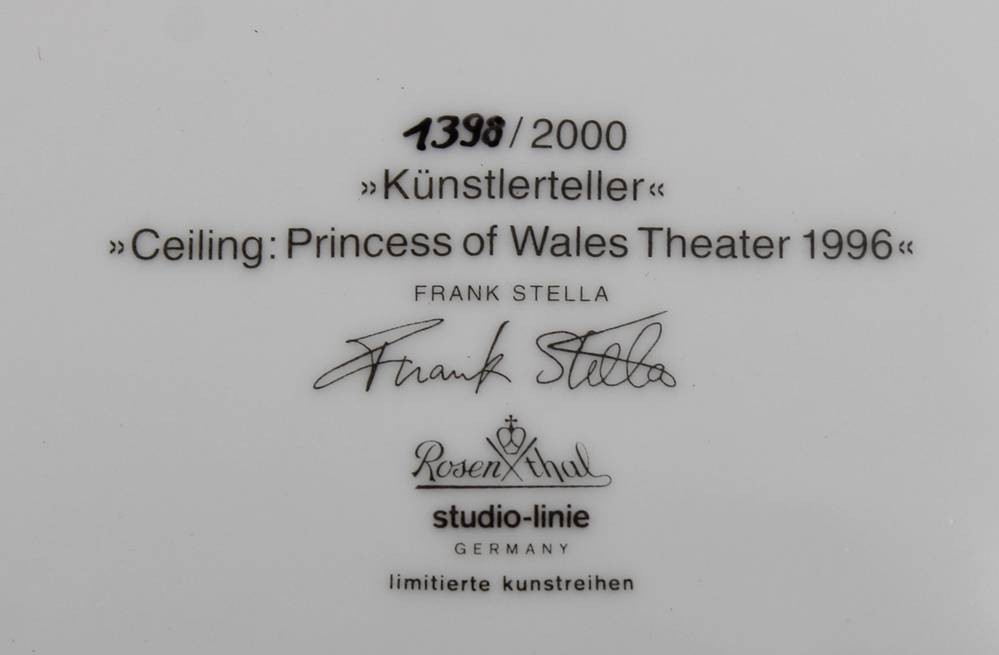 1398/2000
»Künstlerteller«
»Ceiling: Princess of Wales Theater 1996«
FRANK STELLA
Frank Stella
Rosenthal
studio-linie
GERMANY
limitierte kunstreihen